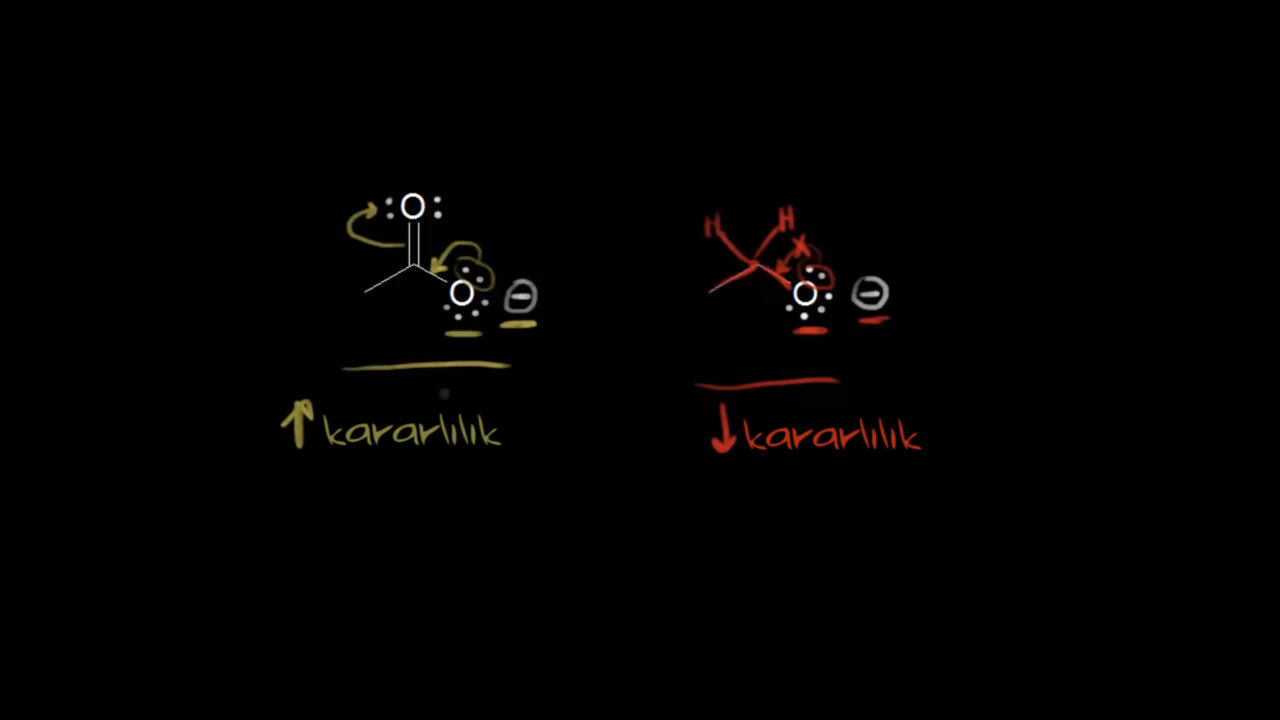 :O:
O
H H
X
O
↑ kararlılık
↓ kararlılık